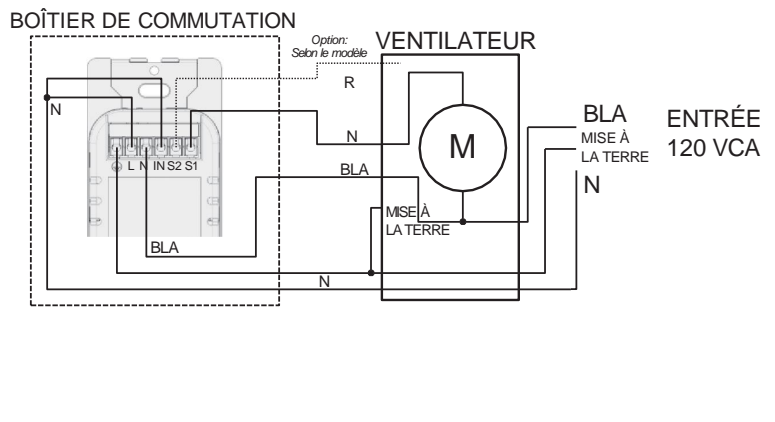 BOÎTIER DE COMMUTATION
Option:
Selon le modèle
VENTILATEUR
R
N
N
M
BLA
MISE À
LA TERRE
N
ENTRÉE
120 VCA
L N IN S2 S1
BLA
MISE À
LA TERRE
BLA
N